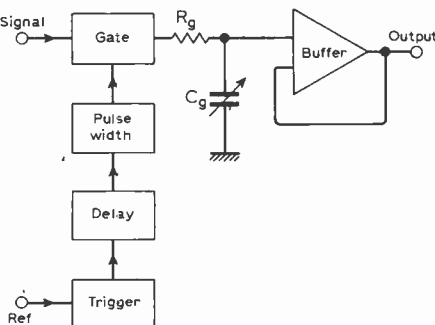 Signal
Gate
Rg
Buffer
Output
Cg
Pulse
width
Delay
Trigger
Ref